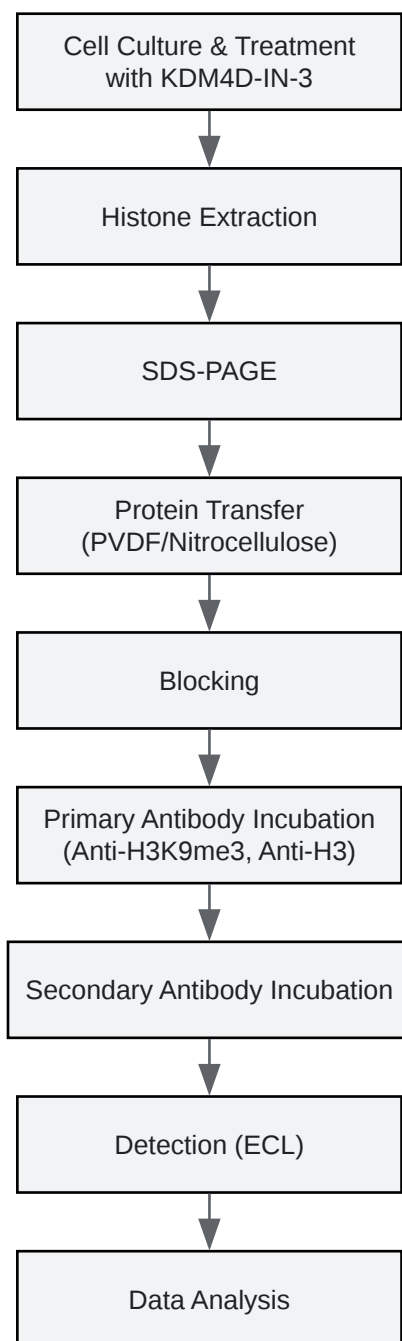 Cell Culture & Treatment
with KDM4D-IN-3
Histone Extraction
SDS-PAGE
Protein Transfer
(PVDF/Nitrocellulose)
Blocking
Primary Antibody Incubation
(Anti-H3K9me3, Anti-H3)
Secondary Antibody Incubation
Detection (ECL)
Data Analysis